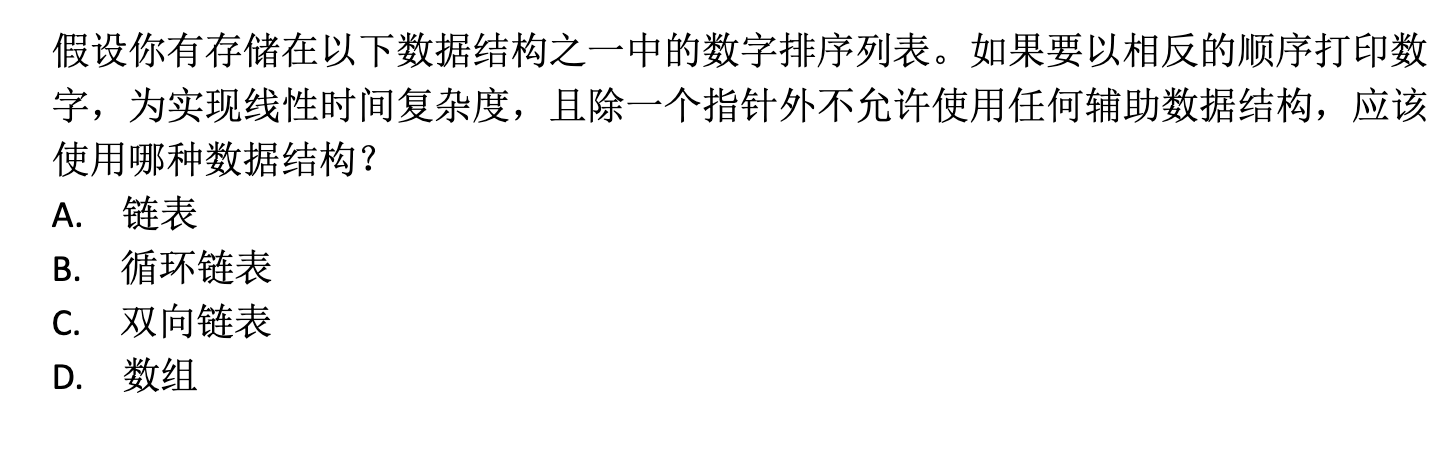 假设你有存储在以下数据结构之一中的数字排序列表。如果要以相反的顺序打印数
字，为实现线性时间复杂度，且除一个指针外不允许使用任何辅助数据结构，应该
使用哪种数据结构？
A. 链表
B. 循环链表
C. 双向链表
D. 数组